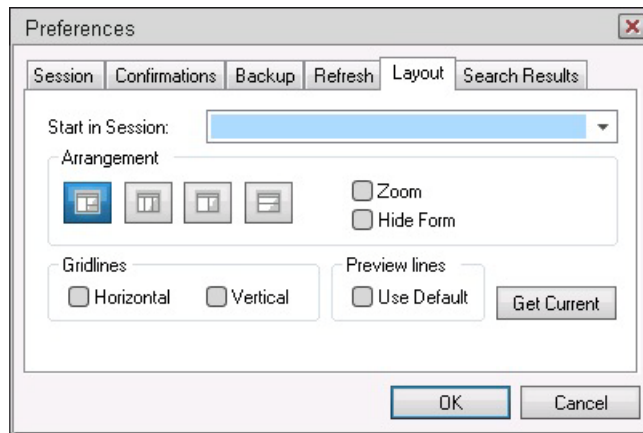 Preferences
Session Confirmations Backup Refresh Layout Search Results
Start in Session:
Arrangement
Zoom
Hide Form
Gridlines
Horizontal Vertical
Preview lines
Use Default
Get Current
OK Cancel